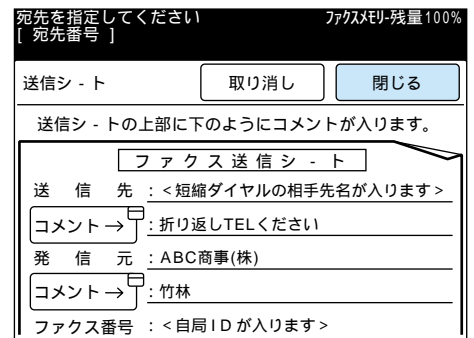 宛先を指定してください ファクスメモリ-残量100%
[ 宛先番号 ]
送信シ - ト 取り消し 閉じる
送信シ - トの上部に下のようにコメントが入ります。
ファクス送信シ - ト
送信先 : <短縮ダイヤルの相手先名が入ります>
コメント→ : 折り返しTELください
発信元 : ABC商事(株)
コメント→ : 竹林
ファクス番号 : <自局IDが入ります>